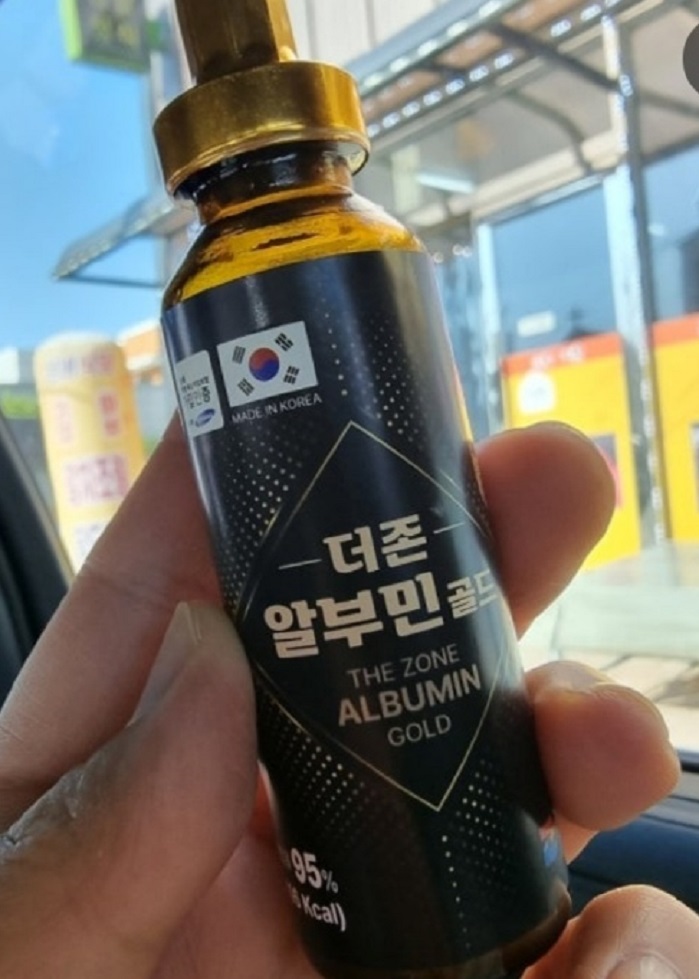 MADE IN KOREA
더존
알부민 골드
THE ZONE
ALBUMIN
GOLD
95%
Kcal)